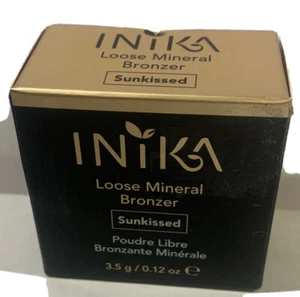 INIKA
Loose Mineral
Bronzer
Sunkissed
INIKA
Loose Mineral
Bronzer
Sunkissed
Poudre Libre
Bronzante Minérale
3.5 g / 0.12 oz ℮